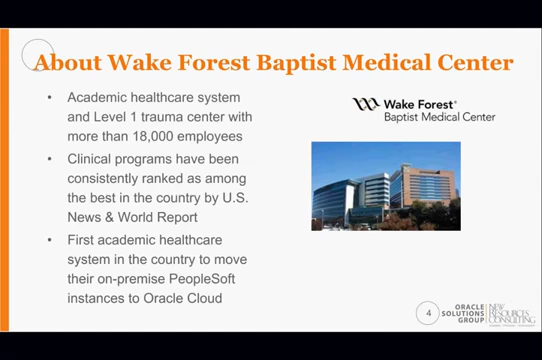 About Wake Forest Baptist Medical Center
• Academic healthcare system
and Level 1 trauma center with
more than 18,000 employees
• Clinical programs have been
consistently ranked as among
the best in the country by U.S.
News & World Report
• First academic healthcare
system in the country to move
their on-premise PeopleSoft
instances to Oracle Cloud
Wake Forest®
Baptist Medical Center
4
ORACLE
SOLUTIONS
GROUP
NEW
RESOURCES
CONSULTING